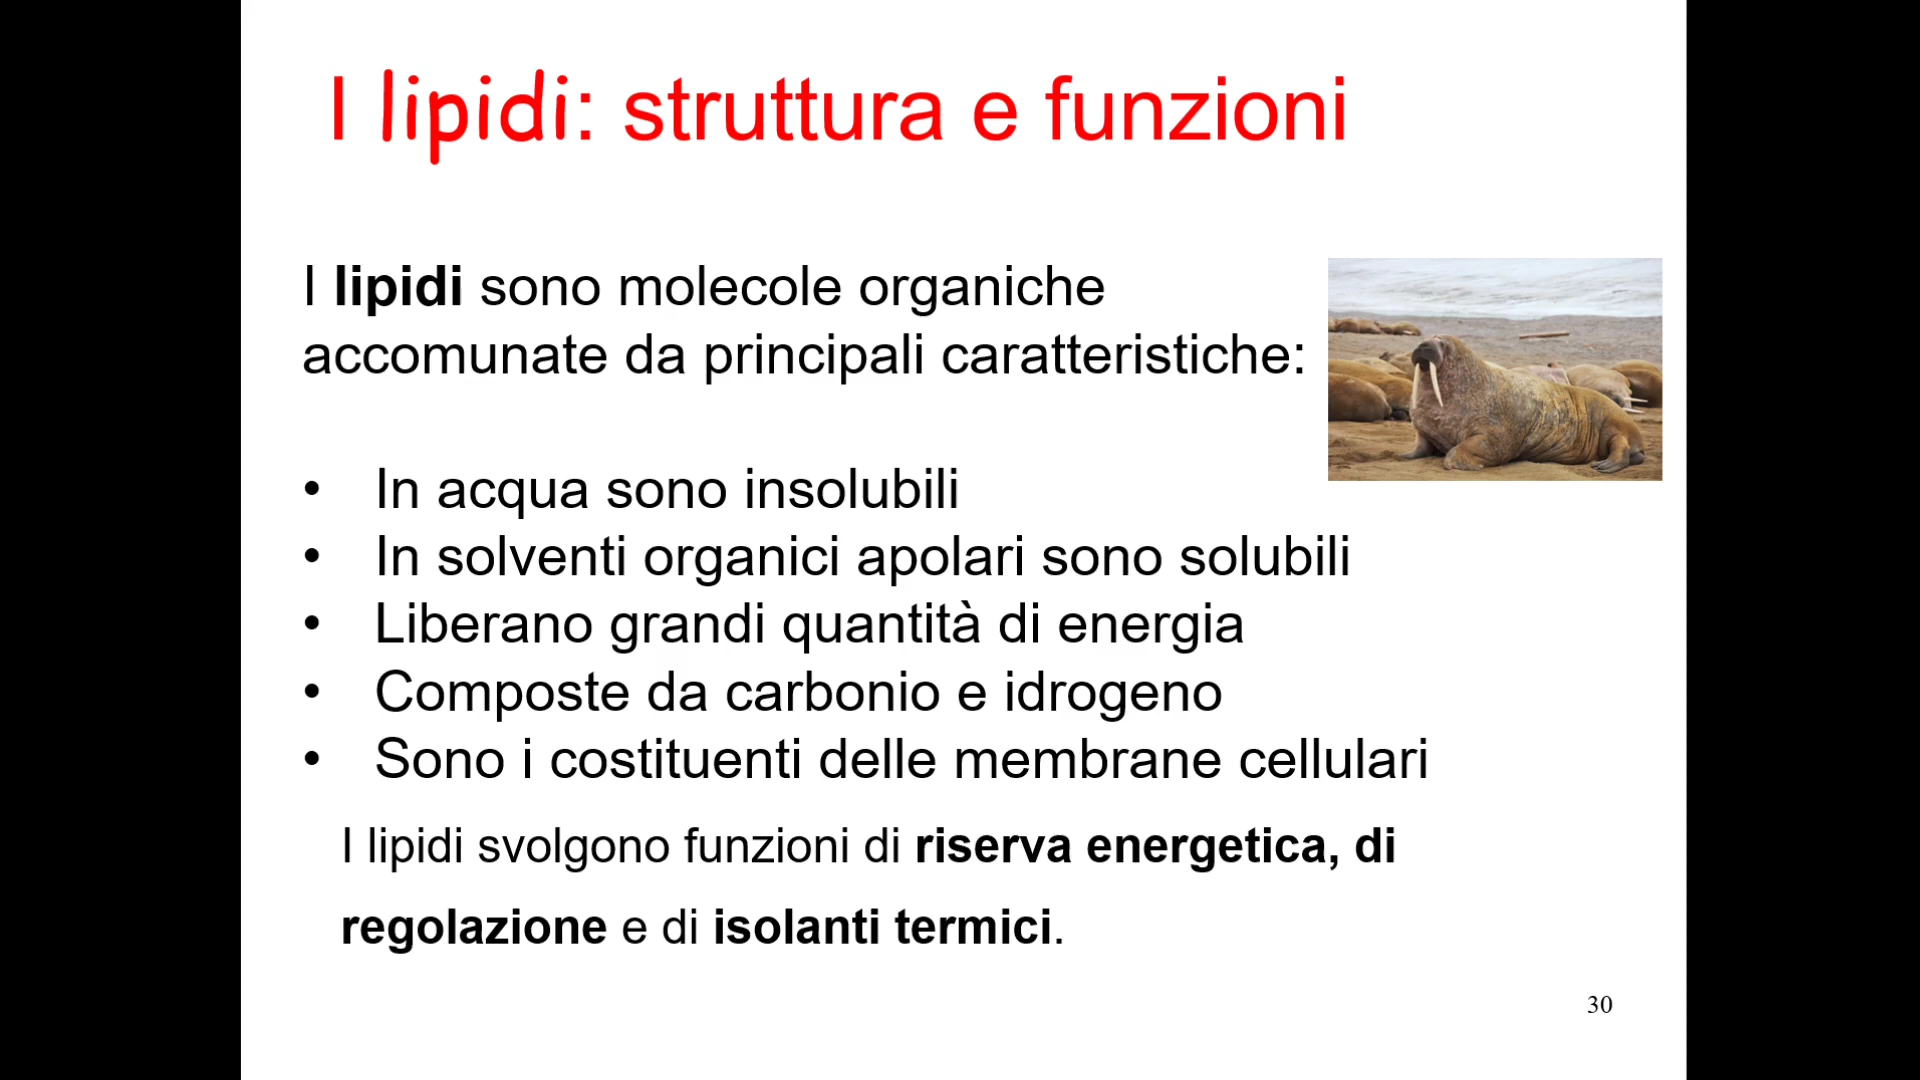 I lipidi: struttura e funzioni
I lipidi sono molecole organiche
accomunate da principali caratteristiche:
• In acqua sono insolubili
• In solventi organici apolari sono solubili
• Liberano grandi quantità di energia
• Composte da carbonio e idrogeno
• Sono i costituenti delle membrane cellulari
I lipidi svolgono funzioni di riserva energetica, di
regolazione e di isolanti termici.
30